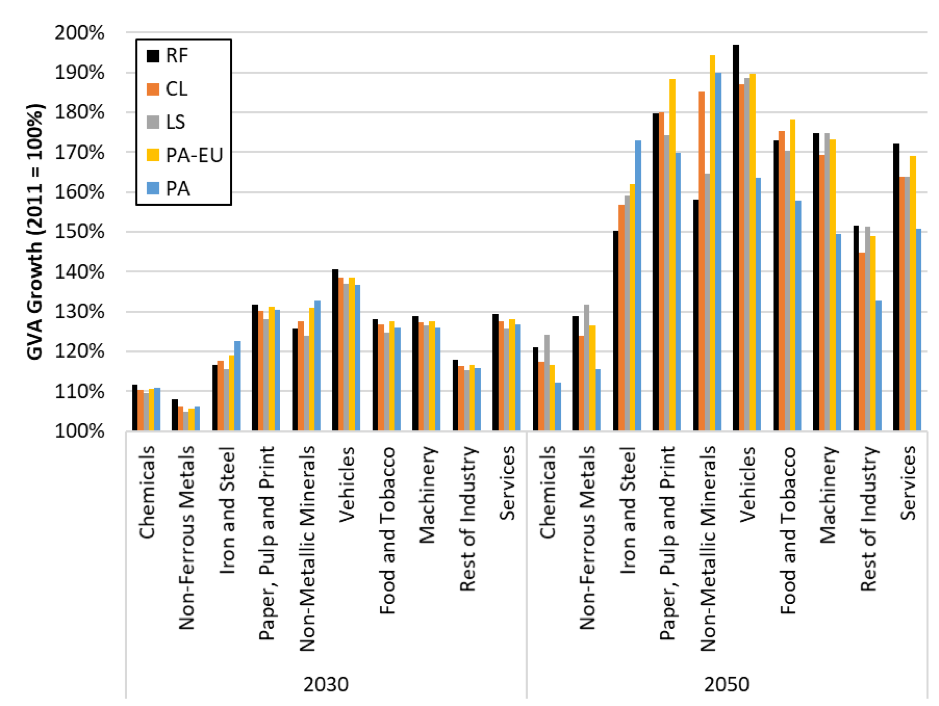 GVA Growth (2011 = 100%)
200%
190%
180%
170%
160%
150%
140%
130%
120%
110%
100%
RF
CL
LS
PA-EU
PA
Chemicals
Non-Ferrous Metals
Iron and Steel
Paper, Pulp and Print
Non-Metallic Minerals
Vehicles
Food and Tobacco
Machinery
Rest of Industry
Services
Chemicals
Non-Ferrous Metals
Iron and Steel
Paper, Pulp and Print
Non-Metallic Minerals
Vehicles
Food and Tobacco
Machinery
Rest of Industry
Services
2030
2050